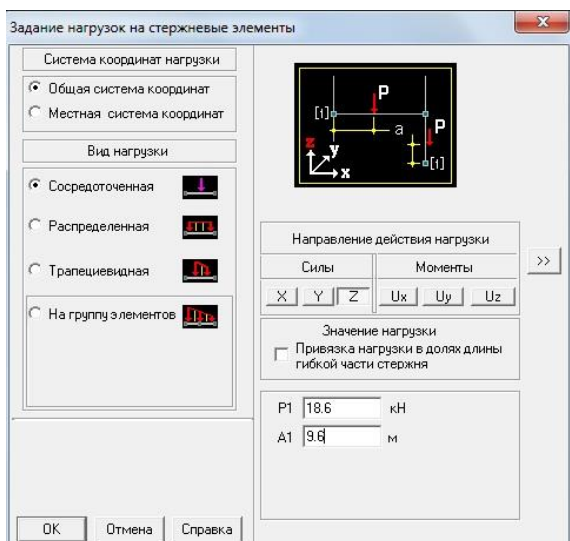 Задание нагрузок на стержневые элементы
Система координат нагрузки
Общая система координат
Местная система координат
Вид нагрузки
Сосредоточенная
Распределенная
Трапециевидная
На группу элементов
OK
Отмена
Справка
[1]
P
a
P
[1]
z
y
x
Направление действия нагрузки
Силы
Моменты
X
Y
Z
Ux
Uy
Uz
>>
Значение нагрузки
Привязка нагрузки в долях длины
гибкой части стержня
P1 18.6 кН
A1 9.6 м